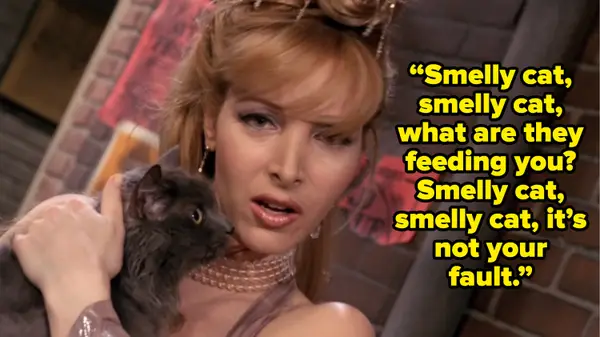 “Smelly cat,
smelly cat,
what are they
feeding you?
Smelly cat,
smelly cat, it’s
not your
fault.”